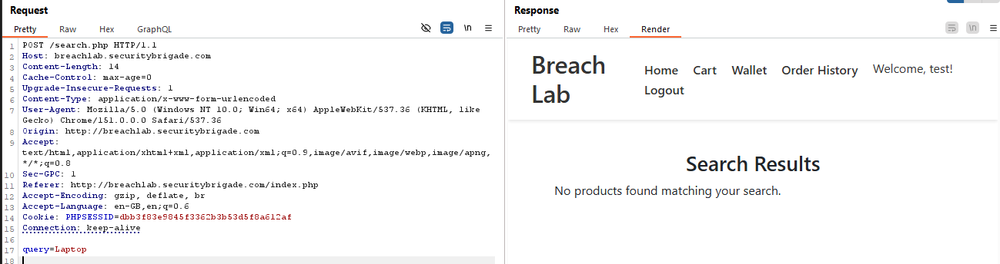 Request
Pretty Raw Hex GraphQL \n
1 POST /search.php HTTP/1.1
2 Host: breachlab.securitybrigade.com
3 Content-Length: 14
4 Cache-Control: max-age=0
5 Upgrade-Insecure-Requests: 1
6 Content-Type: application/x-www-form-urlencoded
7 User-Agent: Mozilla/5.0 (Windows NT 10.0; Win64; x64) AppleWebKit/537.36 (KHTML, like
Gecko) Chrome/151.0.0.0 Safari/537.36
8 Origin: http://breachlab.securitybrigade.com
9 Accept:
text/html,application/xhtml+xml,application/xml;q=0.9,image/avif,image/webp,image/apng,
*/*;q=0.8
10 Sec-GPC: 1
11 Referer: http://breachlab.securitybrigade.com/index.php
12 Accept-Encoding: gzip, deflate, br
13 Accept-Language: en-GB,en;q=0.6
14 Cookie: PHPSESSID=dbb3f83e9845f3362b3b53d5f8a612af
15 Connection: keep-alive
16
17 query=Laptop
18
Response
Pretty Raw Hex Render \n
Breach
Lab
Home Cart Wallet Order History Welcome, test!
Logout
Search Results
No products found matching your search.